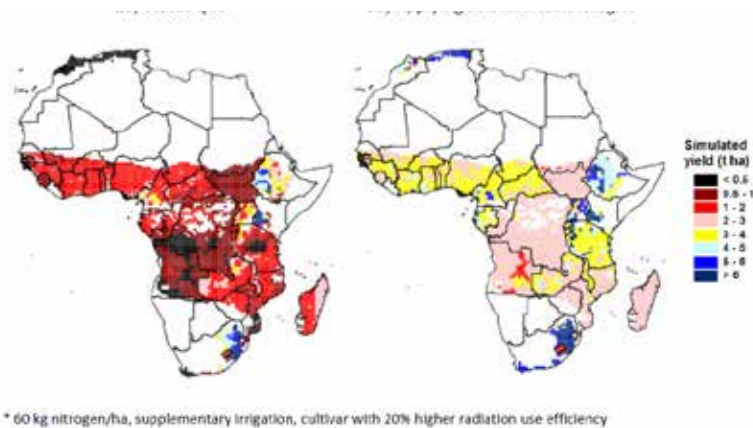 Simulated
yield (t ha)
< 0.5
0.5 - 1
1 - 2
2 - 3
3 - 4
4 - 5
5 - 6
> 6
* 60 kg nitrogen/ha, supplementary irrigation, cultivar with 20% higher radiation use efficiency